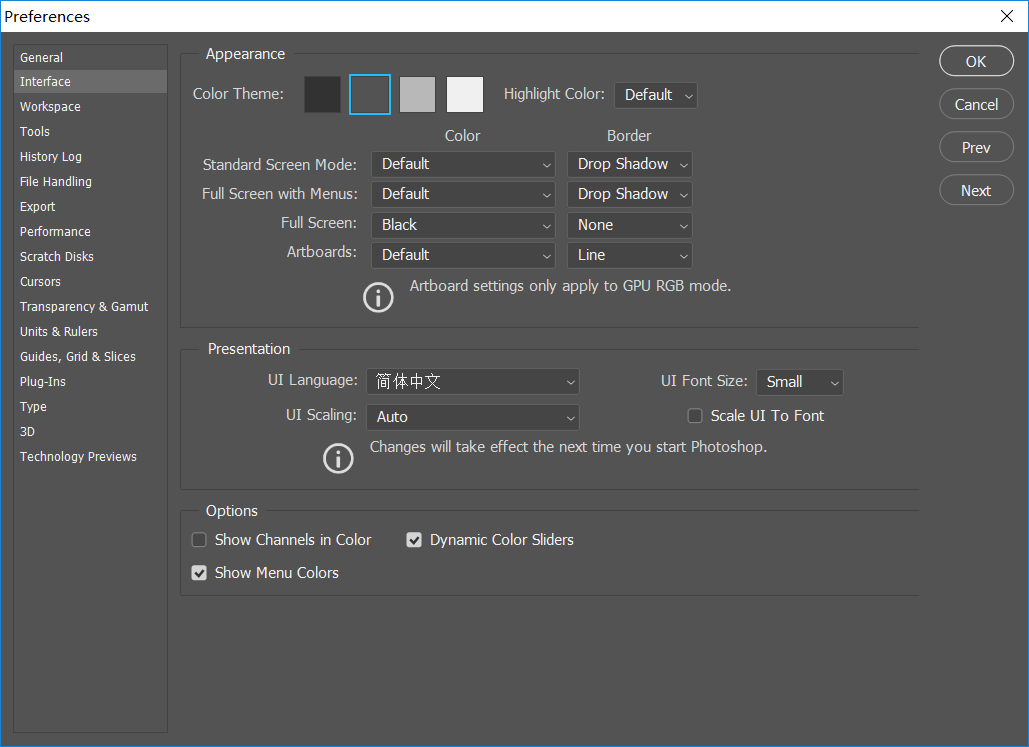 Preferences
General
Interface
Workspace
Tools
History Log
File Handling
Export
Performance
Scratch Disks
Cursors
Transparency & Gamut
Units & Rulers
Guides, Grid & Slices
Plug-Ins
Type
3D
Technology Previews
Appearance
Color Theme: Highlight Color: Default
Color Border
Standard Screen Mode: Default Drop Shadow
Full Screen with Menus: Default Drop Shadow
Full Screen: Black None
Artboards: Default Line
Artboard settings only apply to GPU RGB mode.
Presentation
UI Language: 简体中文 UI Font Size: Small
UI Scaling: Auto Scale UI To Font
Changes will take effect the next time you start Photoshop.
Options
Show Channels in Color Dynamic Color Sliders
Show Menu Colors
OK
Cancel
Prev
Next